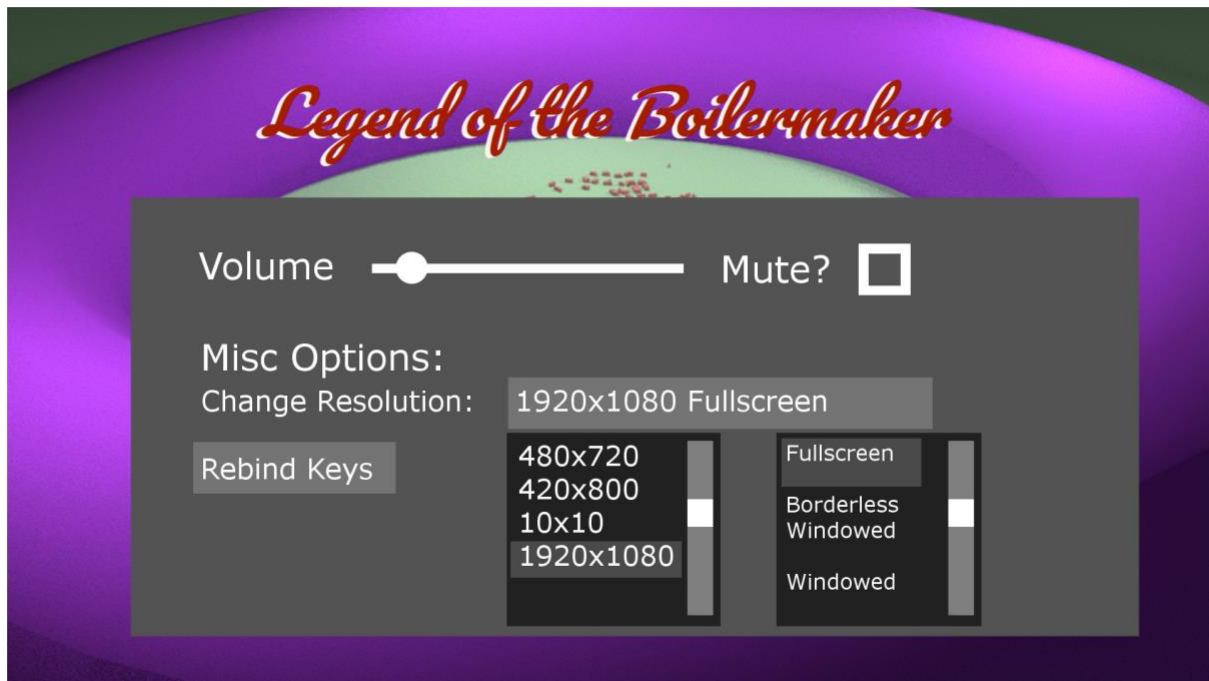 Legend of the Boilermaker
Volume
Mute?
Misc Options:
Change Resolution:
1920x1080 Fullscreen
Rebind Keys
480x720
420x800
10x10
1920x1080
Fullscreen
Borderless
Windowed
Windowed